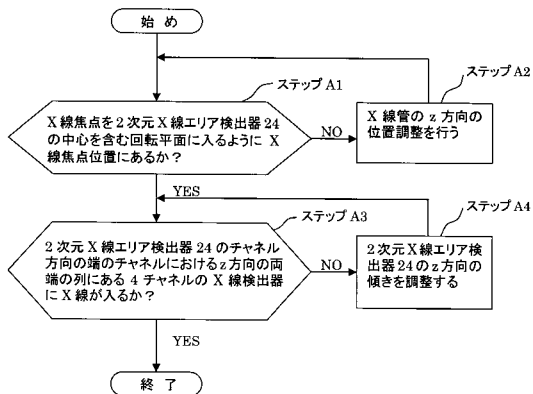 始 め
ステップ A1
ステップ A2
X 線焦点を2 次元 X 線エリア検出器 24
の中心を含む回転平面に入るように X
線焦点位置にあるか？
NO
X 線管の z 方向の
位置調整を行う
YES
ステップ A3
ステップ A4
2 次元 X 線エリア検出器 24 のチャネル
方向の端のチャネルにおける z 方向の両
端の列にある 4 チャネルの X 線検出器
に X 線が入るか？
NO
2 次元 X 線エリア検
出器 24 の z 方向の
傾きを調整する
YES
終 了